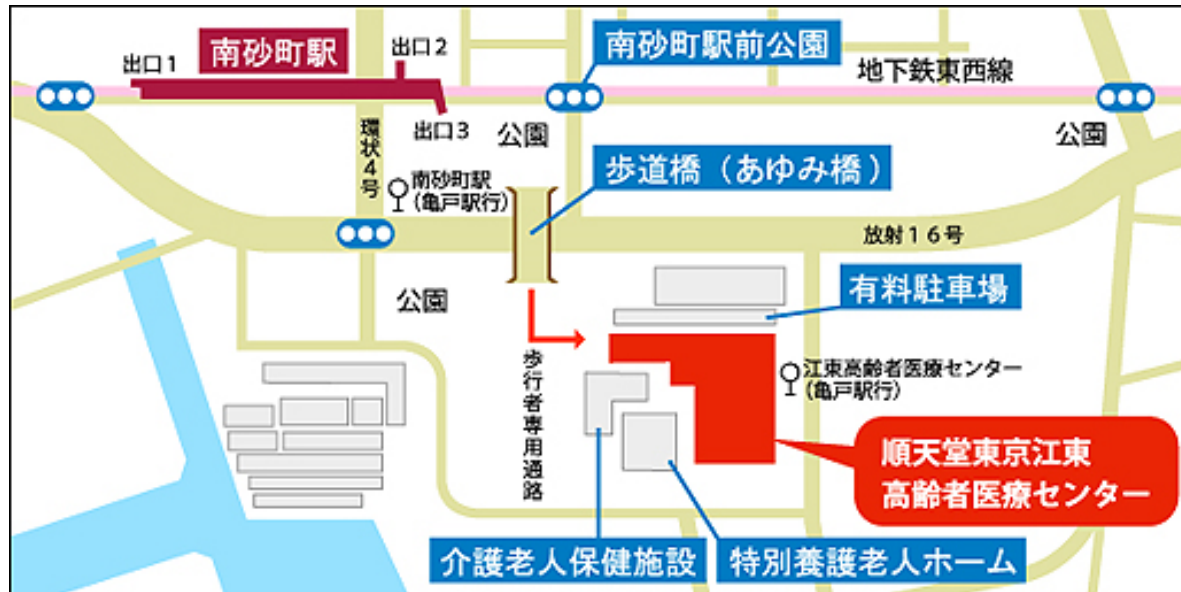 出口1
南砂町駅
出口2
南砂町駅前公園
地下鉄東西線
出口3
公園
公園
環状4号
南砂町駅
(亀戸駅行)
歩道橋（あゆみ橋）
放射16号
公園
有料駐車場
歩行者専用通路
江東高齢者医療センター
(亀戸駅行)
順天堂東京江東
高齢者医療センター
介護老人保健施設
特別養護老人ホーム